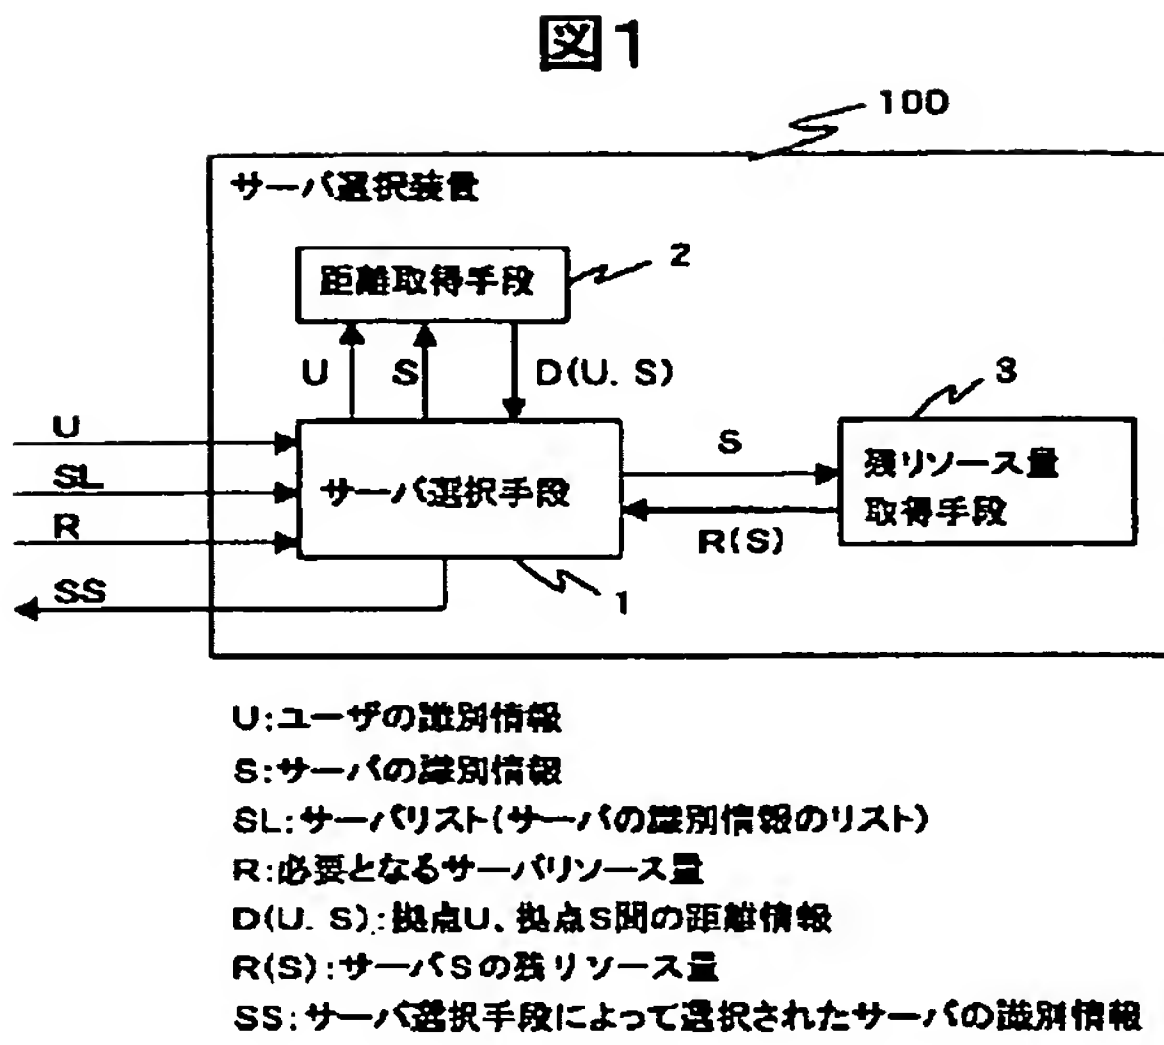 図1
100
サーバ選択装置
距離取得手段
2
U
S
D(U. S)
3
U
SL
R
SS
サーバ選択手段
S
R(S)
残リソース量
取得手段
1
U:ユーザの識別情報
S:サーバの識別情報
SL:サーバリスト(サーバの識別情報のリスト)
R:必要となるサーバリソース量
D(U. S):拠点U、拠点S間の距離情報
R(S):サーバSの残リソース量
SS:サーバ選択手段によって選択されたサーバの識別情報